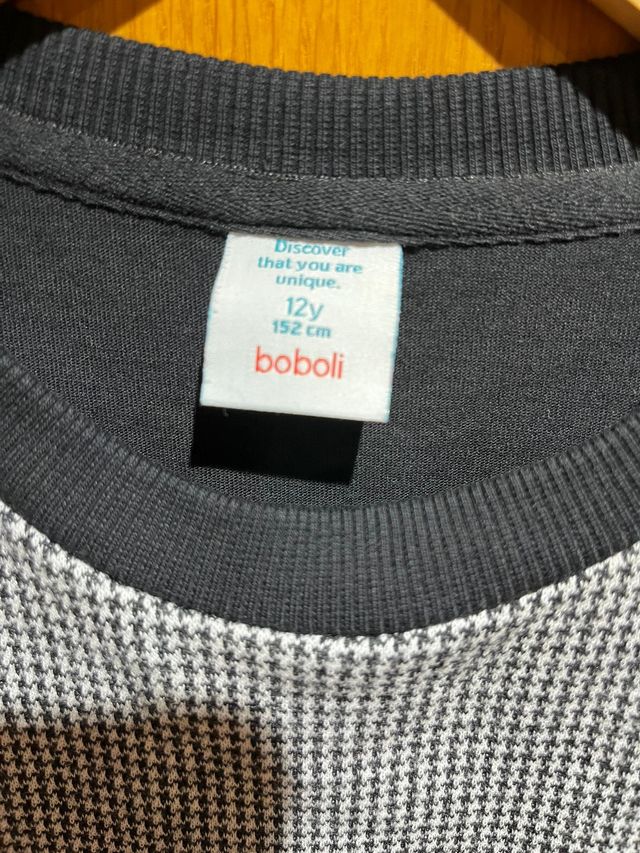 Discover
that you are
unique.
12y
152 cm
boboli